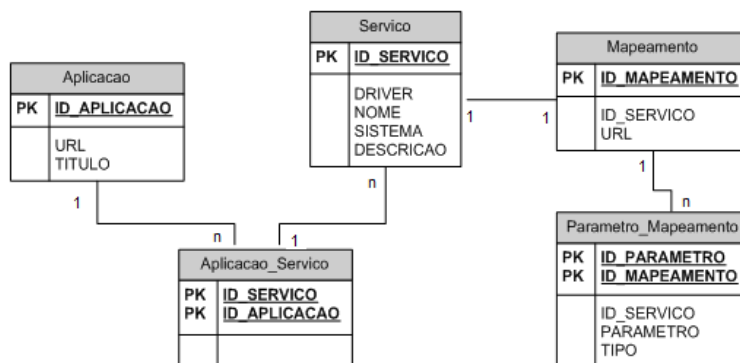 Aplicacao
PK ID_APLICACAO
URL
TITULO
1
Servico
PK ID_SERVICO
DRIVER
NOME
SISTEMA
DESCRICAO
1
1
n
Mapeamento
PK ID_MAPEAMENTO
ID_SERVICO
URL
1
n
n
1
Aplicacao_Servico
PK ID_SERVICO
PK ID_APLICACAO
Parametro_Mapeamento
PK ID_PARAMETRO
PK ID_MAPEAMENTO
ID_SERVICO
PARAMETRO
TIPO